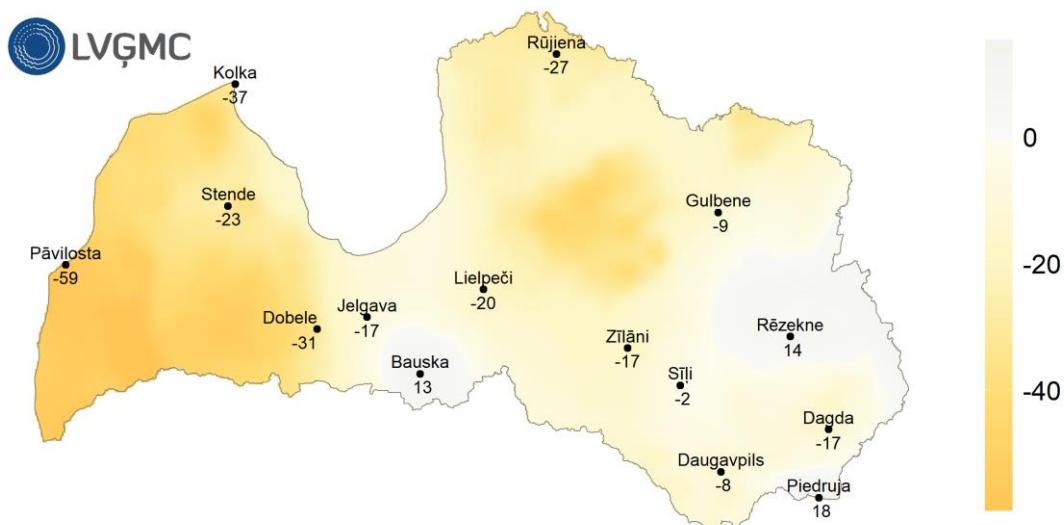 LVĢMC
Rūjiena
-27
Kolka
-37
0
Stende
-23
Gulbene
-9
Pāvilosta
-59
-20
Lielpeči
-20
Jelgava
-17
Dobele
-31
Rēzekne
14
Zīlāni
-17
Bauska
13
Sīļi
-2
-40
Dagda
-17
Daugavpils
-8
Piedruja
18